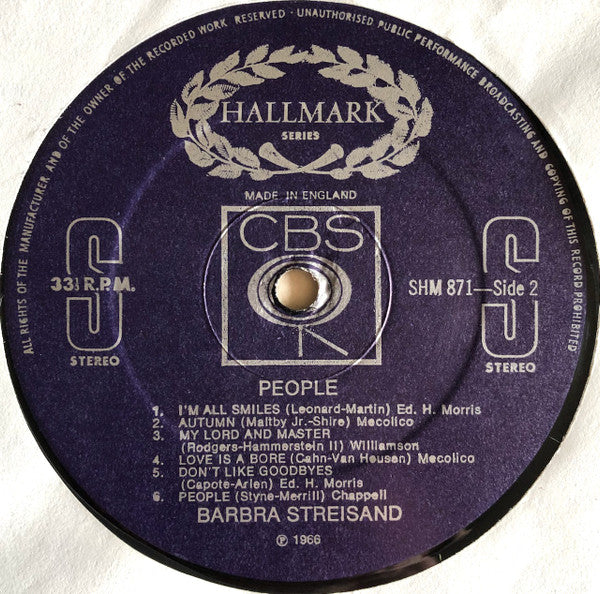 ALL RIGHTS OF THE MANUFACTURER AND OF THE OWNER OF THE RECORDED WORK RESERVED · UNAUTHORISED PUBLIC PERFORMANCE BROADCASTING AND COPYING OF THIS RECORD PROHIBITED
HALLMARK
SERIES
MADE IN ENGLAND
CBS
S
33⅓ R.P.M.
STEREO
SHM 871—Side 2
S
STEREO
PEOPLE
1. I'M ALL SMILES (Leonard-Martin) Ed. H. Morris
2. AUTUMN (Maltby Jr.-Shire) Mecolico
3. MY LORD AND MASTER
(Rodgers-Hammerstein II) Williamson
4. LOVE IS A BORE (Cahn-Van Heusen) Mecolico
5. DON'T LIKE GOODBYES
(Capote-Arlen) Ed. H. Morris
6. PEOPLE (Styne-Merrill) Chappell
BARBRA STREISAND
℗ 1966